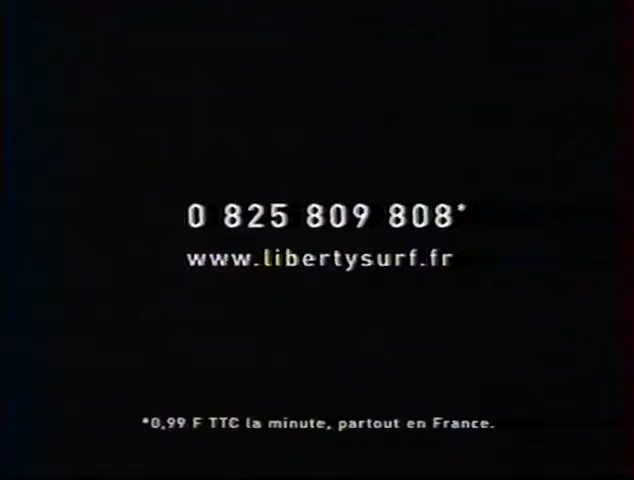 0 825 809 808*
www.libertysurf.fr
*0,99 F TTC la minute, partout en France.